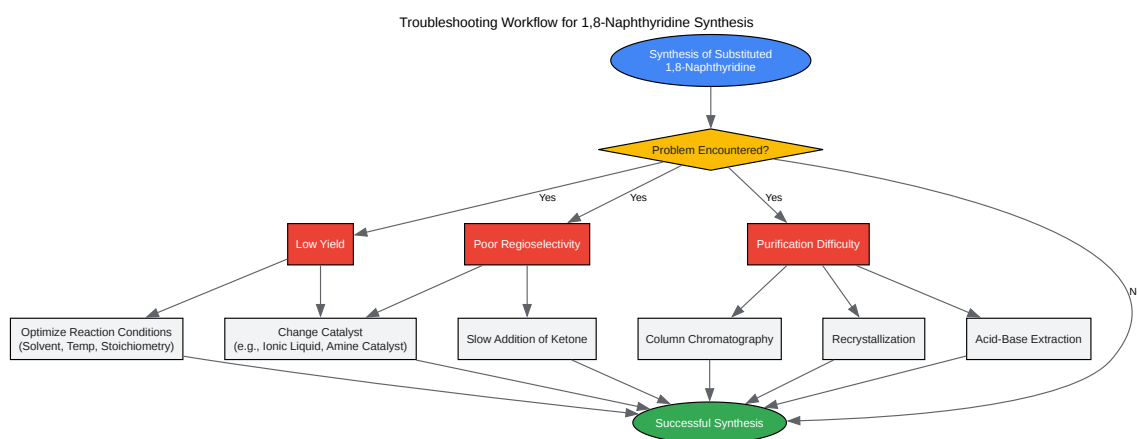 Troubleshooting Workflow for 1,8-Naphthyridine Synthesis
Synthesis of Substituted
1,8-Naphthyridine
Problem Encountered?
Yes
Yes
Yes
Low Yield
Poor Regioselectivity
Purification Difficulty
N
Optimize Reaction Conditions
(Solvent, Temp, Stoichiometry)
Change Catalyst
(e.g., Ionic Liquid, Amine Catalyst)
Slow Addition of Ketone
Column Chromatography
Recrystallization
Acid-Base Extraction
Successful Synthesis